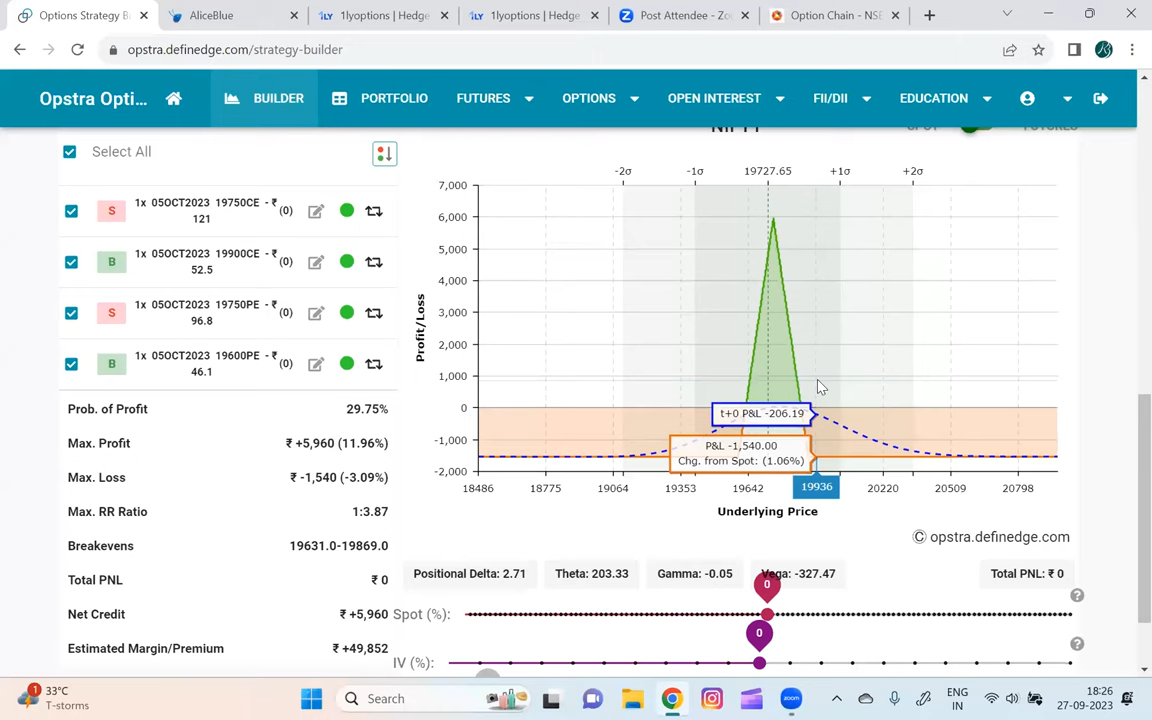 Options Strategy B
AliceBlue
1lyoptions | Hedge
1lyoptions | Hedge
Post Attendee - Zoo
Option Chain - NSE
opstra.definedge.com/strategy-builder
Opstra Opti...
BUILDER
PORTFOLIO
FUTURES
OPTIONS
OPEN INTEREST
FII/DII
EDUCATION
NIFTY
SPOT
FUTURES
Select All
S
1x 05OCT2023 19750CE - ₹ 
121
(0)
B
1x 05OCT2023 19900CE - ₹
52.5
(0)
S
1x 05OCT2023 19750PE - ₹
96.8
(0)
B
1x 05OCT2023 19600PE - ₹
46.1
(0)
Prob. of Profit 29.75%
Max. Profit ₹ +5,960 (11.96%)
Max. Loss ₹ -1,540 (-3.09%)
Max. RR Ratio 1:3.87
Breakevens 19631.0-19869.0
Total PNL ₹ 0
Net Credit ₹ +5,960
Estimated Margin/Premium ₹ +49,852
-2σ -1σ 19727.65 +1σ +2σ
7,000
6,000
5,000
4,000
3,000
2,000
1,000
0
-1,000
-2,000
Profit/Loss
t+0 P&L -206.19
P&L -1,540.00
Chg. from Spot: (1.06%)
18486 18775 19064 19353 19642 19936 20220 20509 20798
Underlying Price
© opstra.definedge.com
Positional Delta: 2.71 Theta: 203.33 Gamma: -0.05 Vega: -327.47 Total PNL: ₹ 0
0
Spot (%):
?
0
IV (%):
?
1
33°C
T-storms
Search
ENG
IN
18:26
27-09-2023